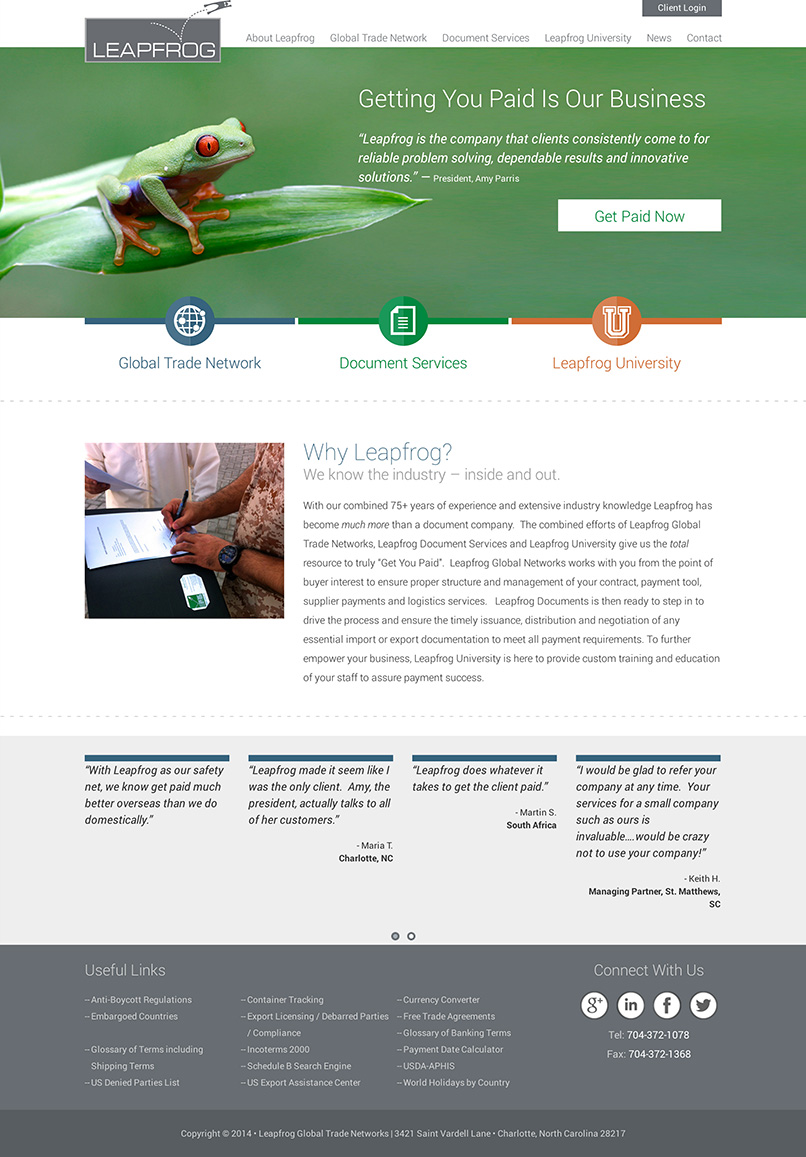 Client Login
LEAPFROG
About Leapfrog Global Trade Network Document Services Leapfrog University News Contact
Getting You Paid Is Our Business
“Leapfrog is the company that clients consistently come to for
reliable problem solving, dependable results and innovative
solutions.” — President, Amy Parris
Get Paid Now
U
Global Trade Network
Document Services
Leapfrog University
Why Leapfrog?
We know the industry – inside and out.
With our combined 75+ years of experience and extensive industry knowledge Leapfrog has
become much more than a document company. The combined efforts of Leapfrog Global
Trade Networks, Leapfrog Document Services and Leapfrog University give us the total
resource to truly “Get You Paid”. Leapfrog Global Networks works with you from the point of
buyer interest to ensure proper structure and management of your contract, payment tool,
supplier payments and logistics services. Leapfrog Documents is then ready to step in to
drive the process and ensure the timely issuance, distribution and negotiation of any
essential import or export documentation to meet all payment requirements. To further
empower your business, Leapfrog University is here to provide custom training and education
of your staff to assure payment success.
“With Leapfrog as our safety
net, we know get paid much
better overseas than we do
domestically.”
“Leapfrog made it seem like I
was the only client. Amy, the
president, actually talks to all
of her customers.”
- Maria T.
Charlotte, NC
“Leapfrog does whatever it
takes to get the client paid.”
- Martin S.
South Africa
“I would be glad to refer your
company at any time. Your
services for a small company
such as ours is
invaluable….would be crazy
not to use your company!”
- Keith H.
Managing Partner, St. Matthews,
SC
Useful Links
-- Anti-Boycott Regulations
-- Embargoed Countries
-- Glossary of Terms including
Shipping Terms
-- US Denied Parties List
-- Container Tracking
-- Export Licensing / Debarred Parties
/ Compliance
-- Incoterms 2000
-- Schedule B Search Engine
-- US Export Assistance Center
-- Currency Converter
-- Free Trade Agreements
-- Glossary of Banking Terms
-- Payment Date Calculator
-- USDA-APHIS
-- World Holidays by Country
Connect With Us
g+ in f
Tel: 704-372-1078
Fax: 704-372-1368
Copyright © 2014 • Leapfrog Global Trade Networks | 3421 Saint Vardell Lane • Charlotte, North Carolina 28217